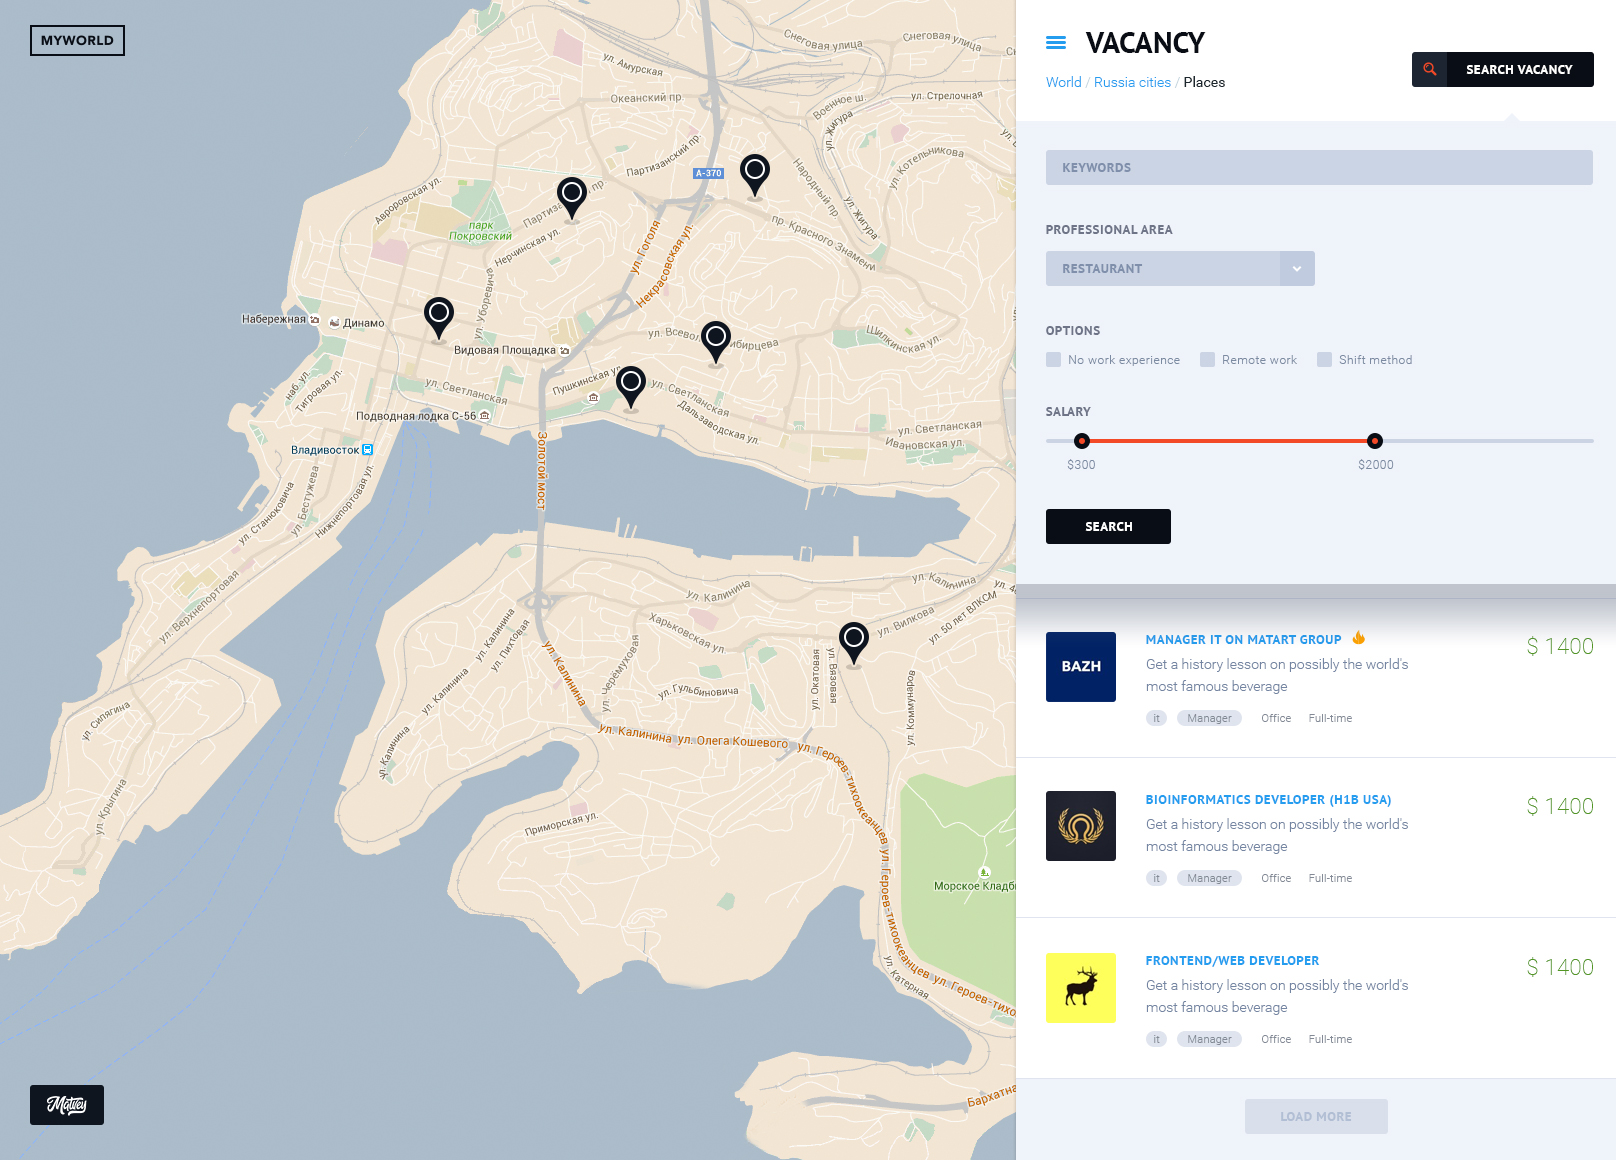 MYWORLD
Снеговая улица
Снеговая улица
ул. Амурская
Океанский пр.
Военное ш.
ул. Стрелочная
ул. Жигура
Партизанский пр.
ул. Котельникова
А-370
Народный пр.
Авроровская ул.
ул. Жигура
парк
Покровский
Нерчинская ул.
ул. Гоголя
Некрасовская ул.
пр. Красного Знамени
ул. Уборевича
Набережная
Динамо
Видовая Площадка
Шилкинская ул.
наб. ул.
Тигровая ул.
ул. Светланская
Пушкинская ул.
ул. Светланская
Дальзаводская ул.
Подводная лодка С-56
ул. Светланская
Ивановская ул.
Владивосток
Золотой мост
ул. Станюковича
ул. Бестужева
Нижнепортовая ул.
ул. Верхнепортовая
ул. Калинина
ул. Калинина
ул. Вилкова
ул. 50 лет ВЛКСМ
Харьковская ул.
ул. Калинина
ул. Пихтовая
ул. Калинина
ул. Калинина
ул. Черёмуховая
ул. Гульбиновича
ул. Окатовая
ул. Вязовая
ул. Коммунаров
ул. Сипягина
ул. Калинина
ул. Калинина
ул. Олега Кошевого
ул. Героев-тихоокеанцев
ул. Крыгина
Приморская ул.
ул. Героев-тихоокеанцев
Морское Кладб
ул. Катерная
ул. Героев-тихо
Бархатна
Matvey
VACANCY
World / Russia cities / Places
SEARCH VACANCY
KEYWORDS
PROFESSIONAL AREA
RESTAURANT
OPTIONS
No work experience Remote work Shift method
SALARY
$300 $2000
SEARCH
BAZH
MANAGER IT ON MATART GROUP
$ 1400
Get a history lesson on possibly the world's
most famous beverage
it Manager Office Full-time
BIOINFORMATICS DEVELOPER (H1B USA)
$ 1400
Get a history lesson on possibly the world's
most famous beverage
it Manager Office Full-time
FRONTEND/WEB DEVELOPER
$ 1400
Get a history lesson on possibly the world's
most famous beverage
it Manager Office Full-time
LOAD MORE